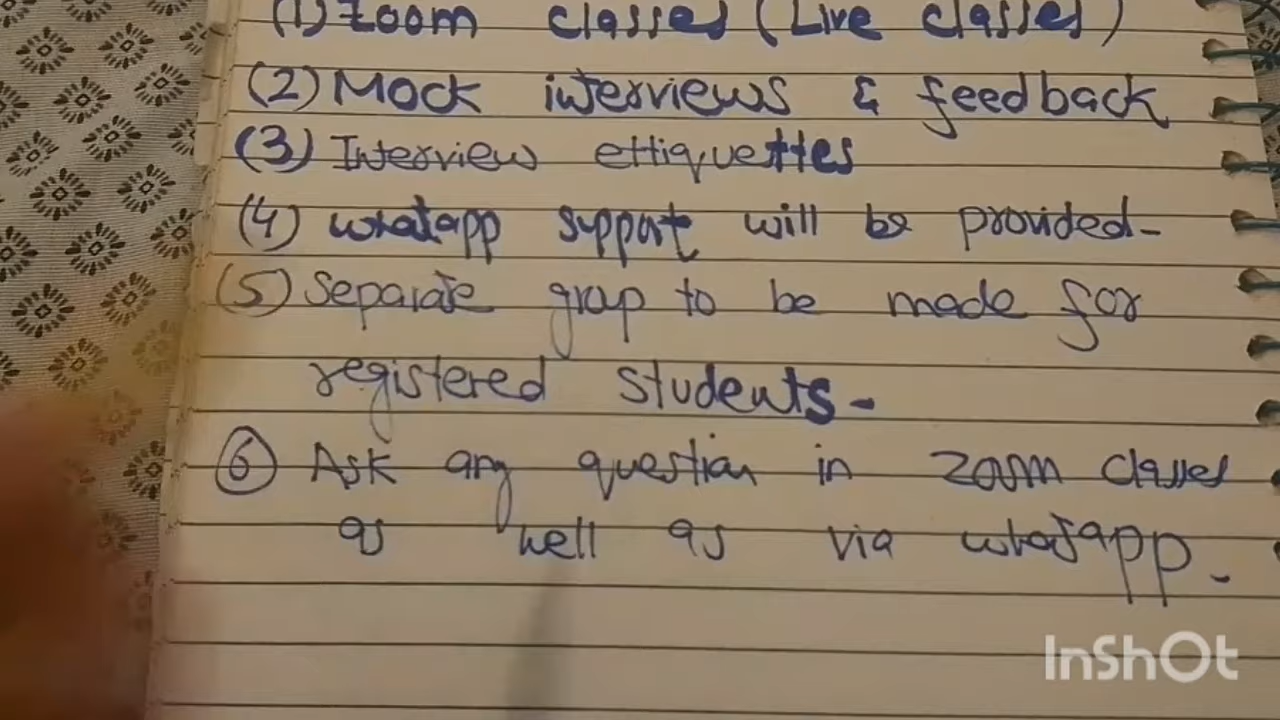 (1) Zoom classes (Live classes)
(2) Mock interviews & feedback
(3) Interview ettiquettes
(4) whatapp support will be provided-
(5) Separate group to be made for
registered students-
(6) Ask any question in zoom classes
as well as via whatsapp.
InShOt